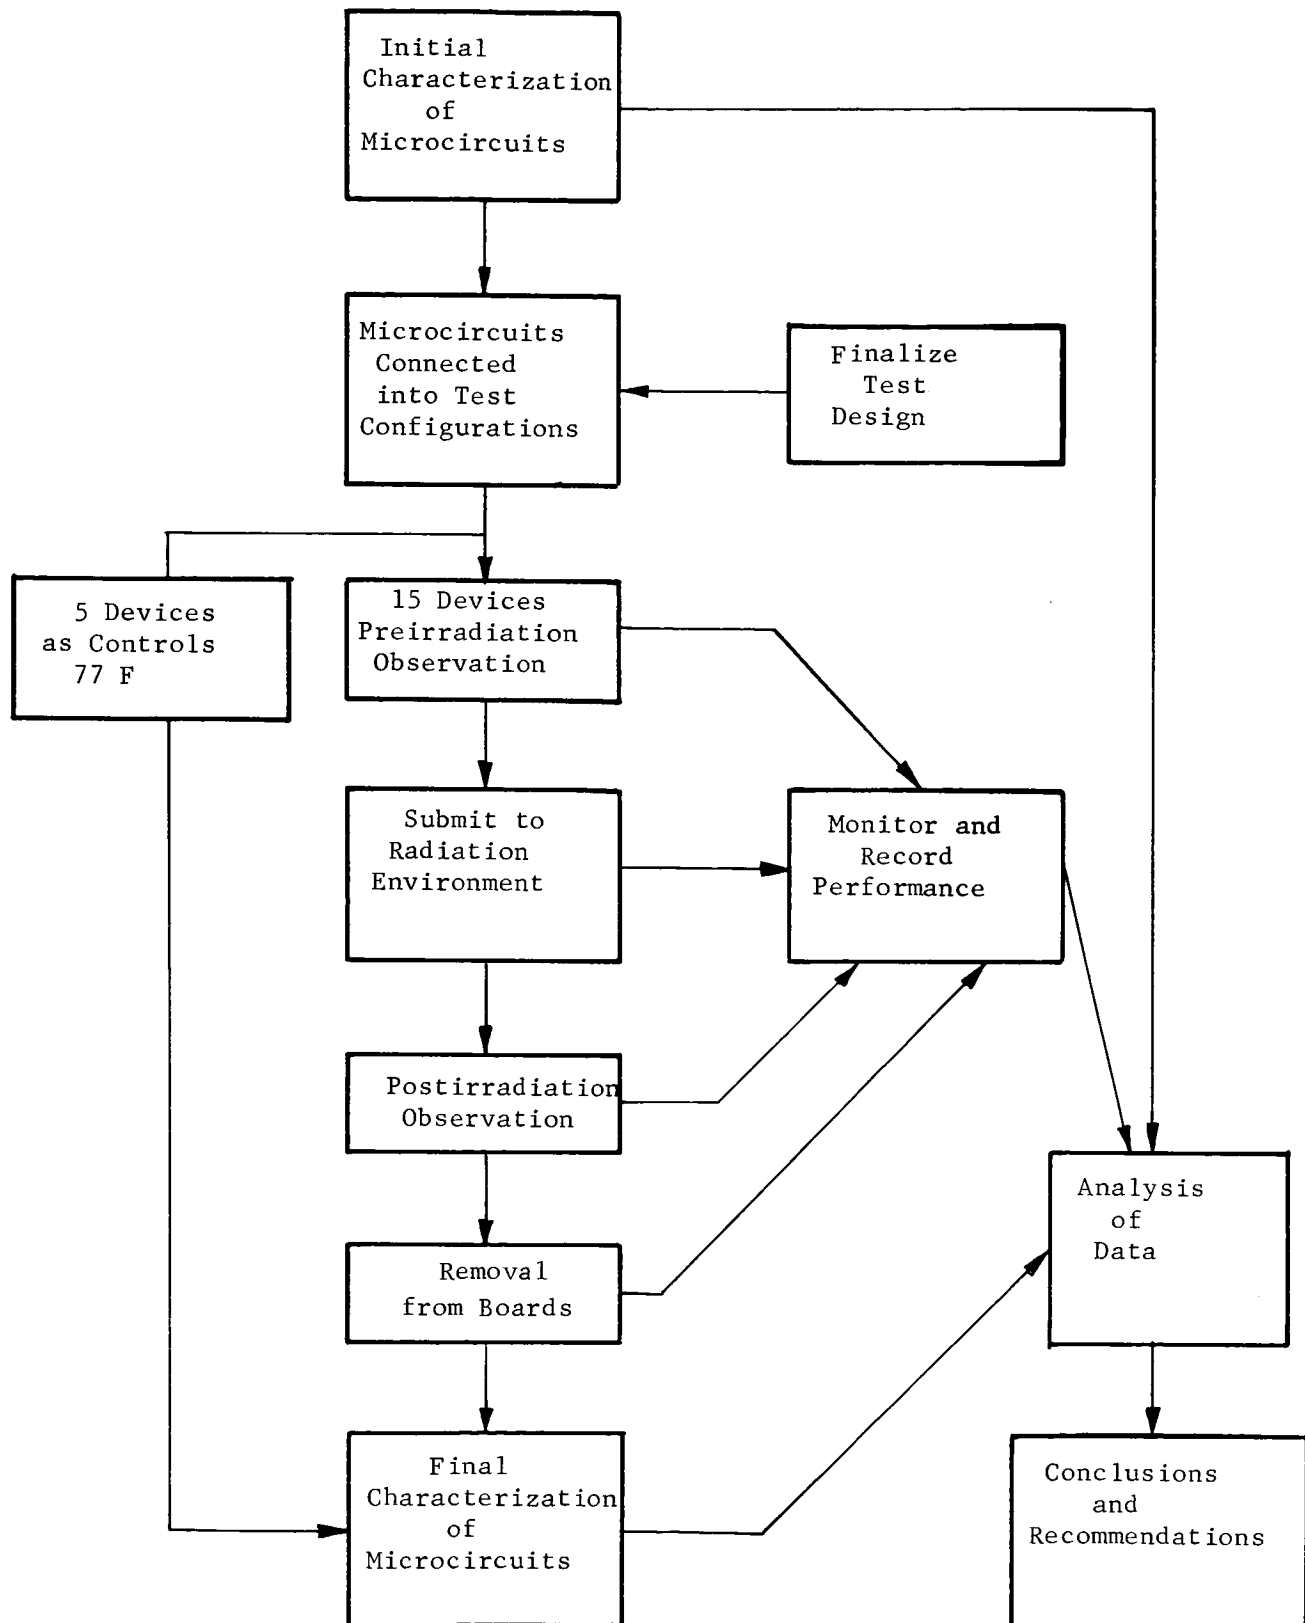 Initial
Characterization
of
Microcircuits
Microcircuits
Connected
into Test
Configurations
Finalize
Test
Design
5 Devices
as Controls
77 F
15 Devices
Preirradiation
Observation
Submit to
Radiation
Environment
Monitor and
Record
Performance
Postirradiation
Observation
Removal
from Boards
Analysis
of
Data
Final
Characterization
of
Microcircuits
Conclusions
and
Recommendations